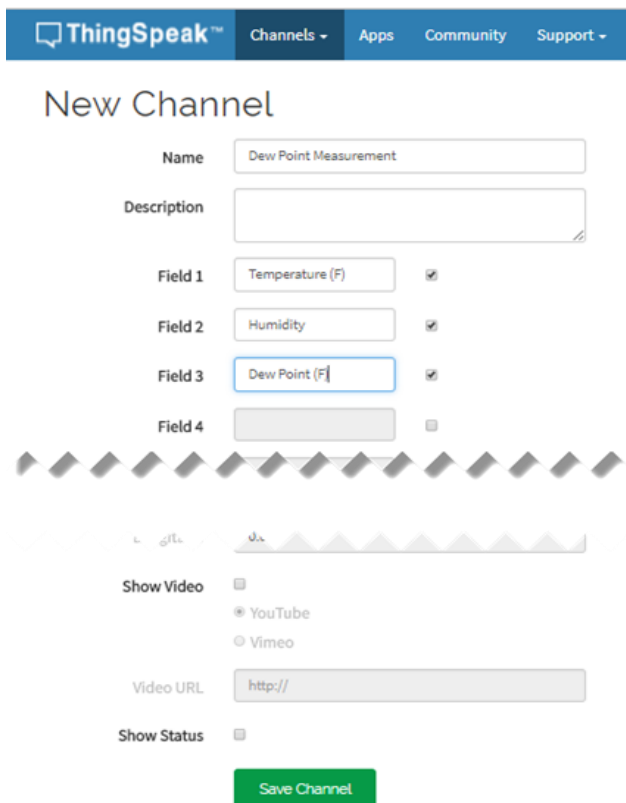 ThingSpeak™ Channels Apps Community Support
New Channel
Name Dew Point Measurement
Description
Field 1 Temperature (F)
Field 2 Humidity
Field 3 Dew Point (F)
Field 4
Show Video
YouTube
Vimeo
Video URL http://
Show Status
Save Channel